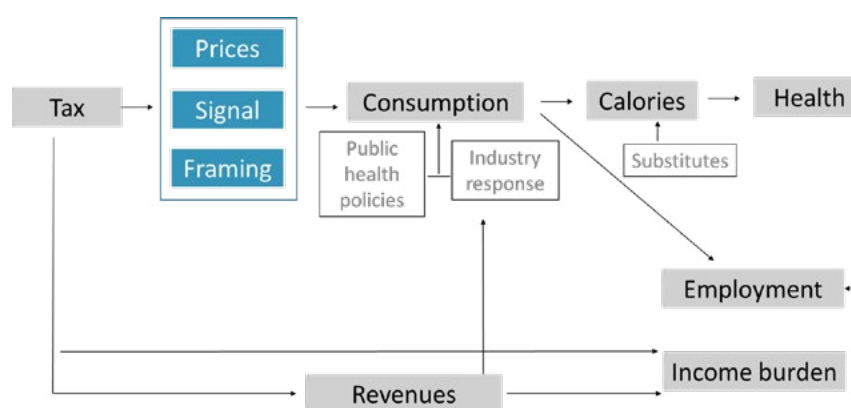 Prices
Tax
Signal
Framing
Consumption
Calories
Health
Public
health
policies
Industry
response
Substitutes
Employment
Income burden
Revenues